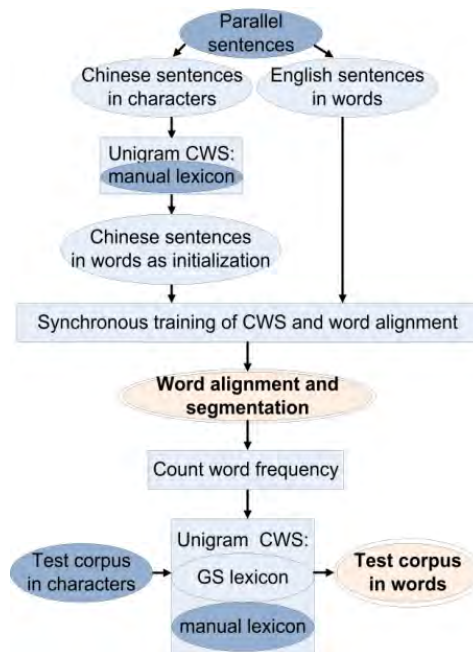 Parallel
sentences
Chinese sentences
in characters
English sentences
in words
Unigram CWS:
manual lexicon
Chinese sentences
in words as initialization
Synchronous training of CWS and word alignment
Word alignment and
segmentation
Count word frequency
Unigram CWS:
Test corpus
in characters
GS lexicon
Test corpus
in words
manual lexicon